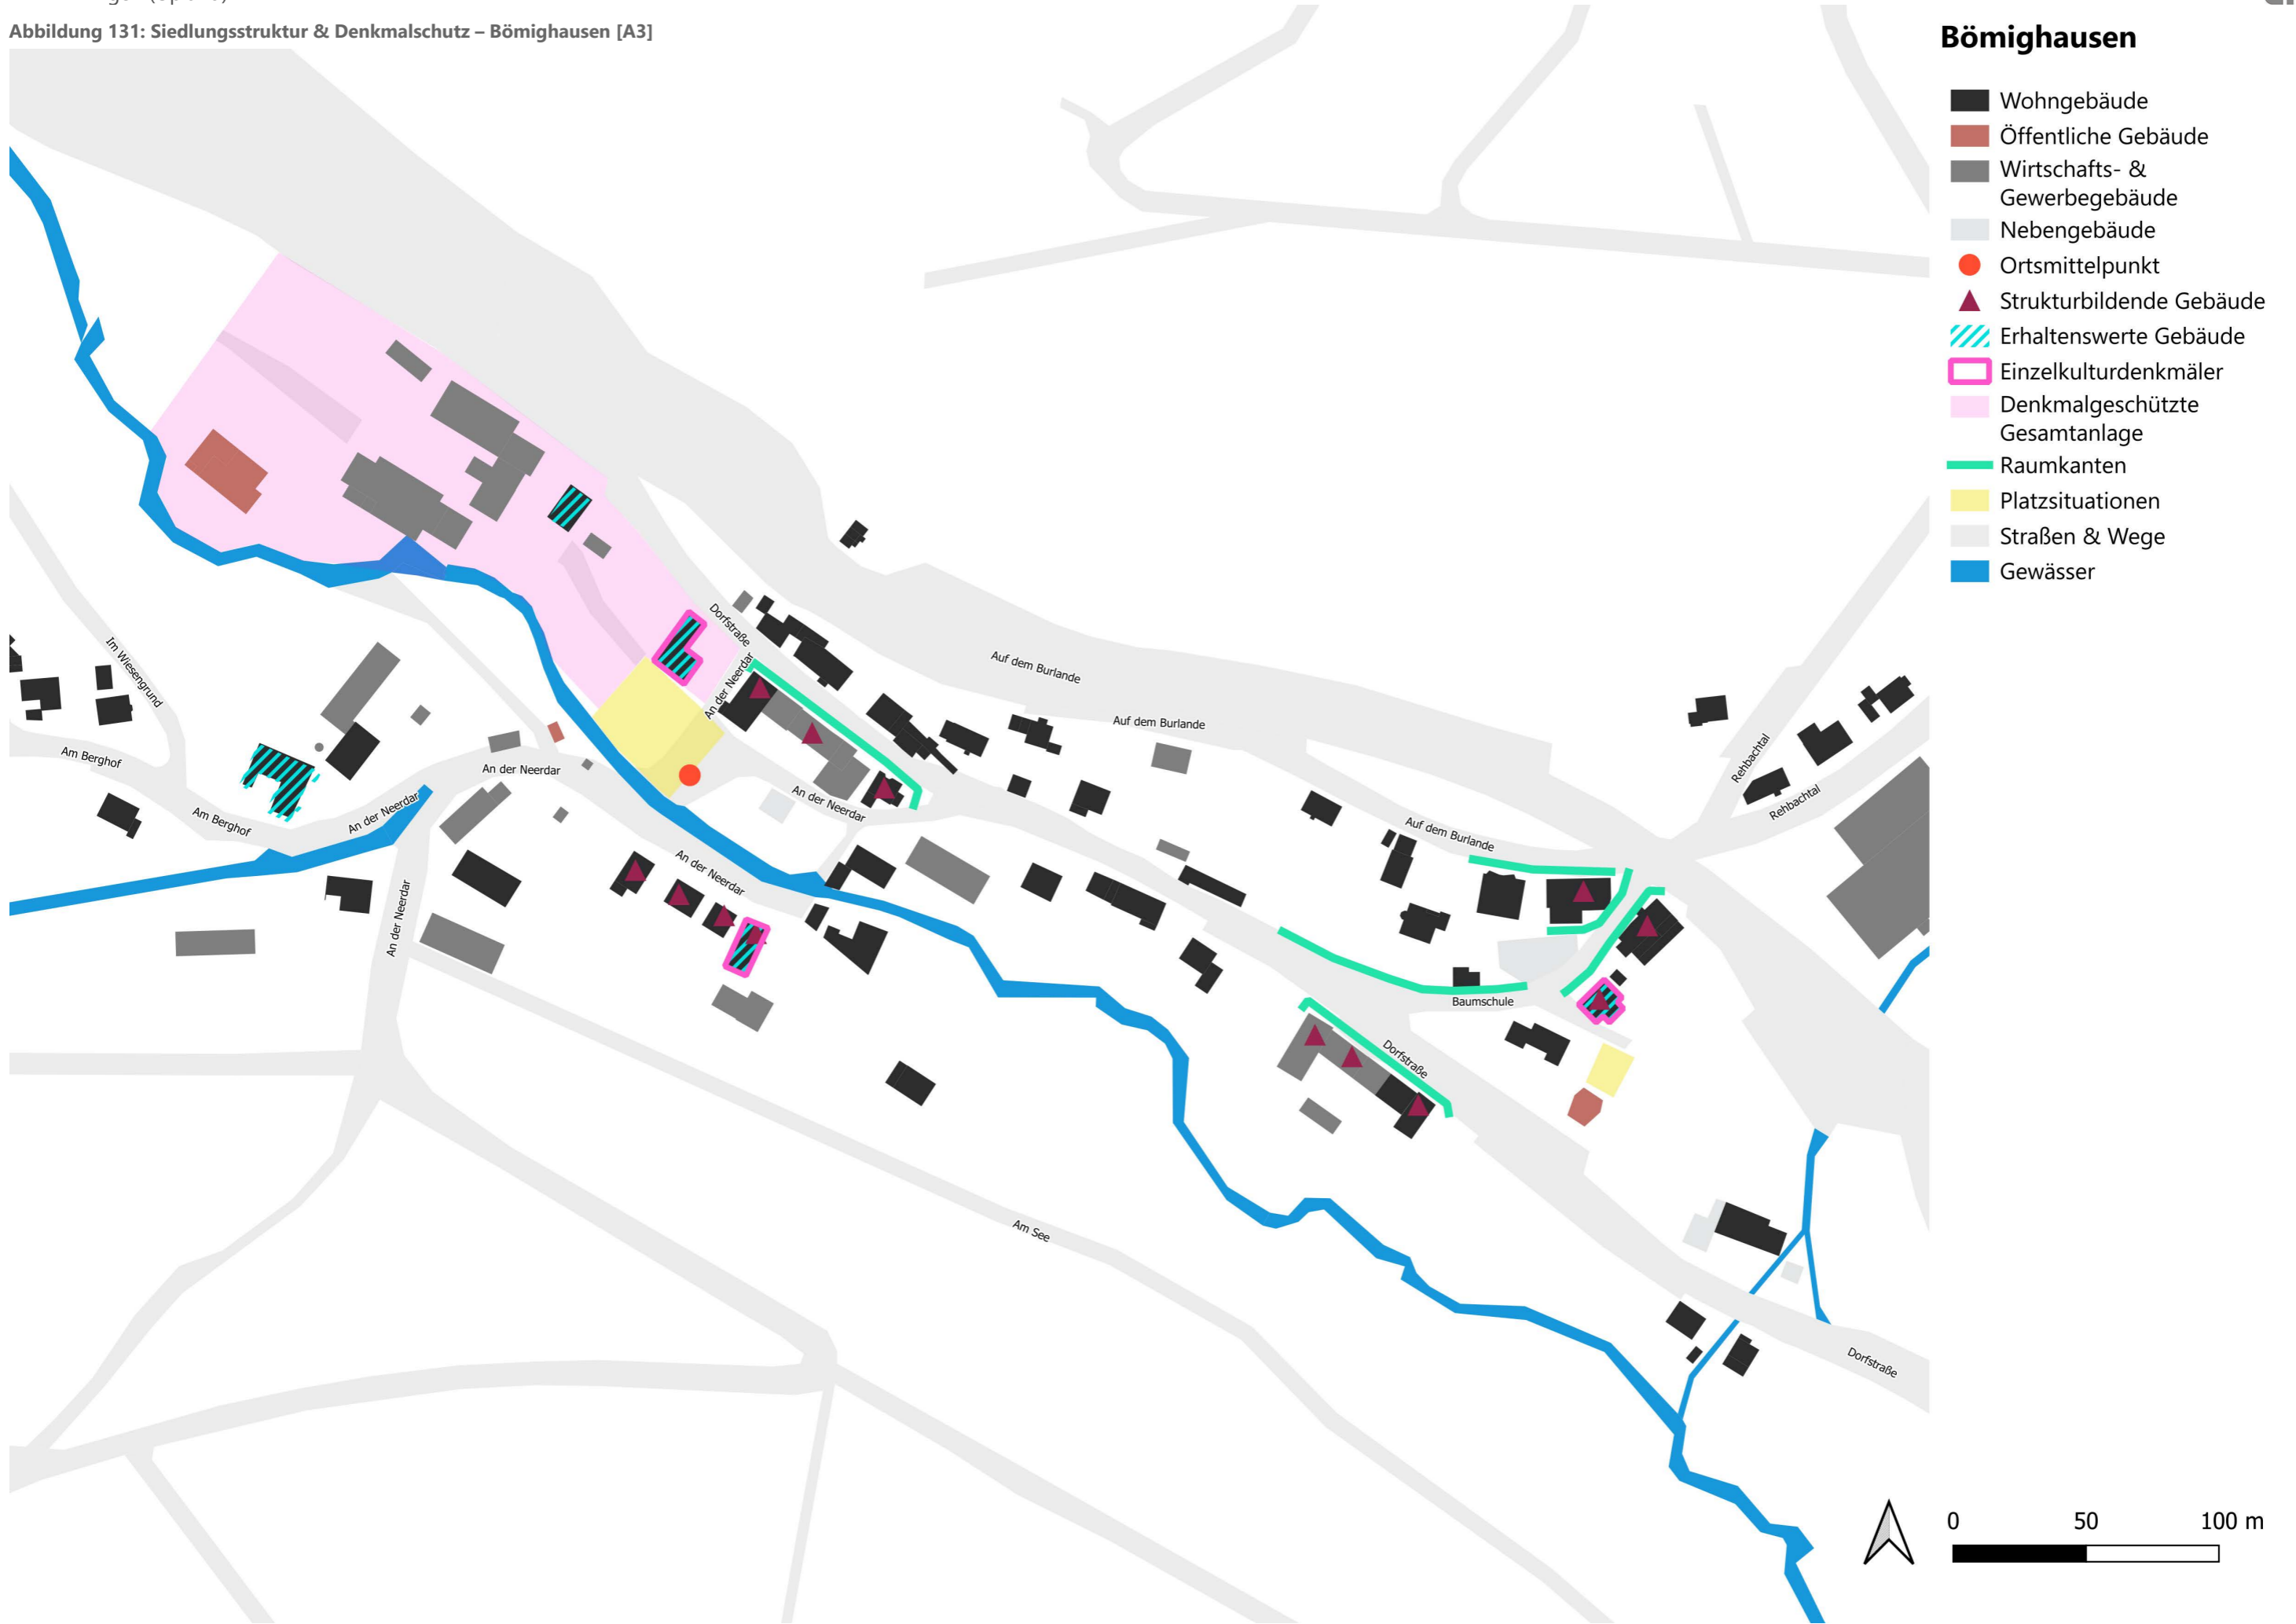 Abbildung 131: Siedlungsstruktur & Denkmalschutz – Bömighausen [A3]
Bömighausen
Wohngebäude
Öffentliche Gebäude
Wirtschafts- &
Gewerbegebäude
Nebengebäude
Ortsmittelpunkt
Strukturbildende Gebäude
Erhaltenswerte Gebäude
Einzelkulturdenkmäler
Denkmalgeschützte
Gesamtanlage
Raumkanten
Platzsituationen
Straßen & Wege
Gewässer
Dorfstraße
An der Neerdar
Auf dem Burlande
Auf dem Burlande
Im Wiesengrund
Am Berghof
An der Neerdar
An der Neerdar
Am Berghof
An der Neerdar
An der Neerdar
An der Neerdar
Auf dem Burlande
Rehbachtal
Rehbachtal
Baumschule
Dorfstraße
Am See
Dorfstraße
0 50 100 m